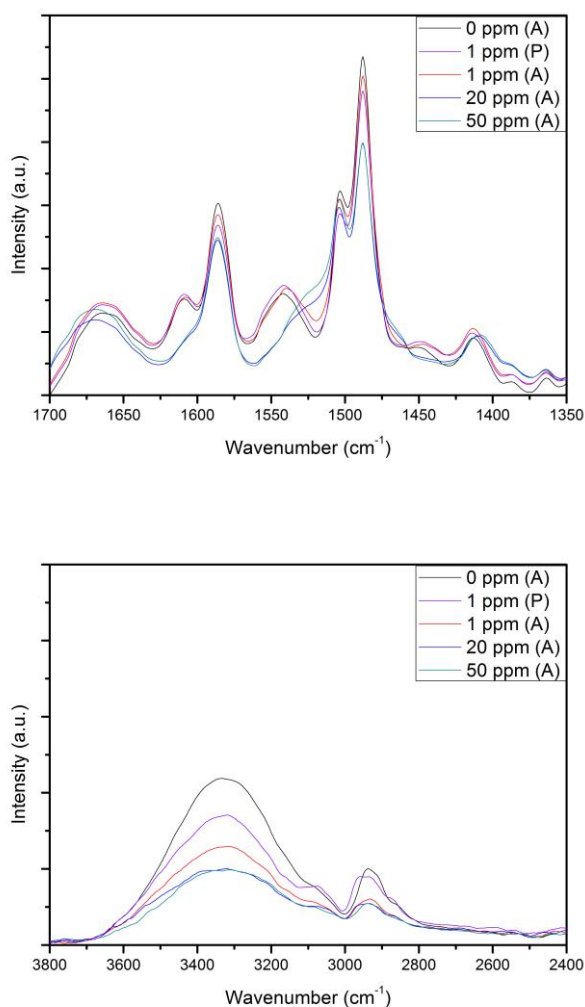 0 ppm (A)
1 ppm (P)
1 ppm (A)
20 ppm (A)
50 ppm (A)
Intensity (a.u.)
1700 1650 1600 1550 1500 1450 1400 1350
Wavenumber (cm⁻¹)
0 ppm (A)
1 ppm (P)
1 ppm (A)
20 ppm (A)
50 ppm (A)
Intensity (a.u.)
3800 3600 3400 3200 3000 2800 2600 2400
Wavenumber (cm⁻¹)